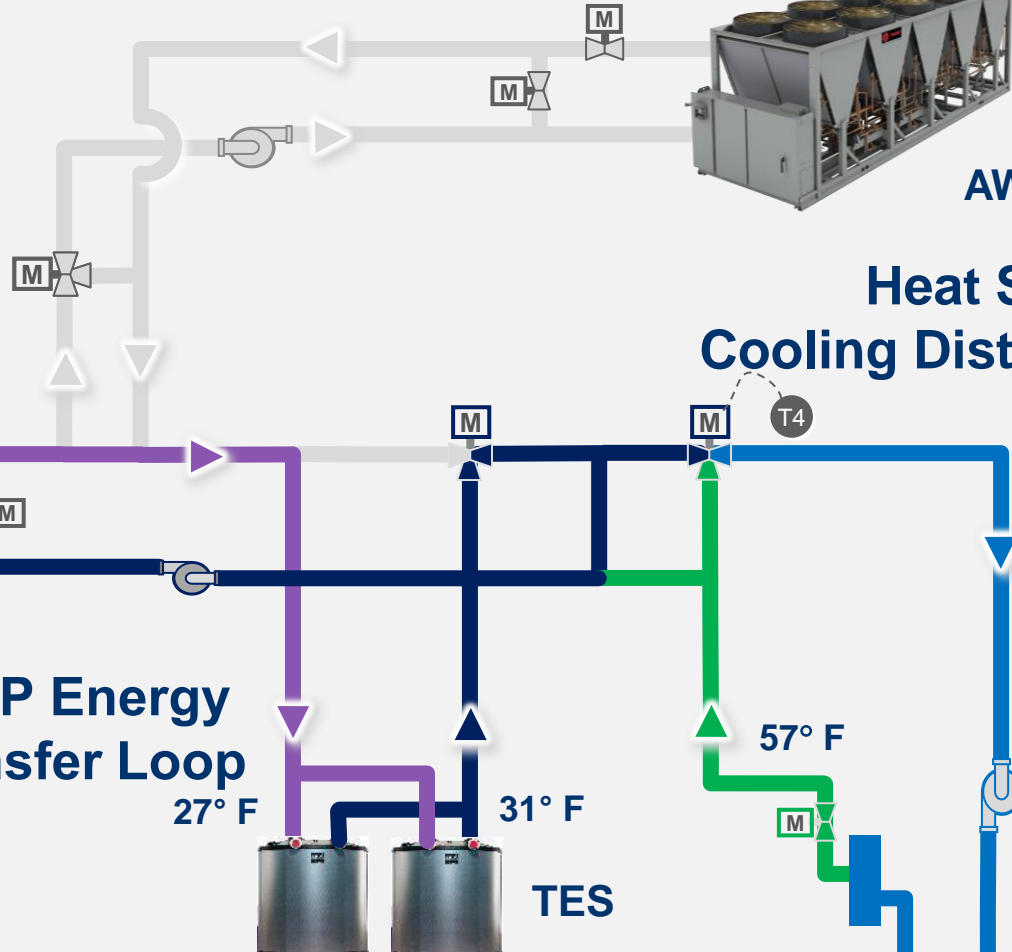 M
M
AW
M
Heat S
Cooling Dist
M
M
T4
M
P Energy
nsfer Loop
57° F
27° F
31° F
M
TES